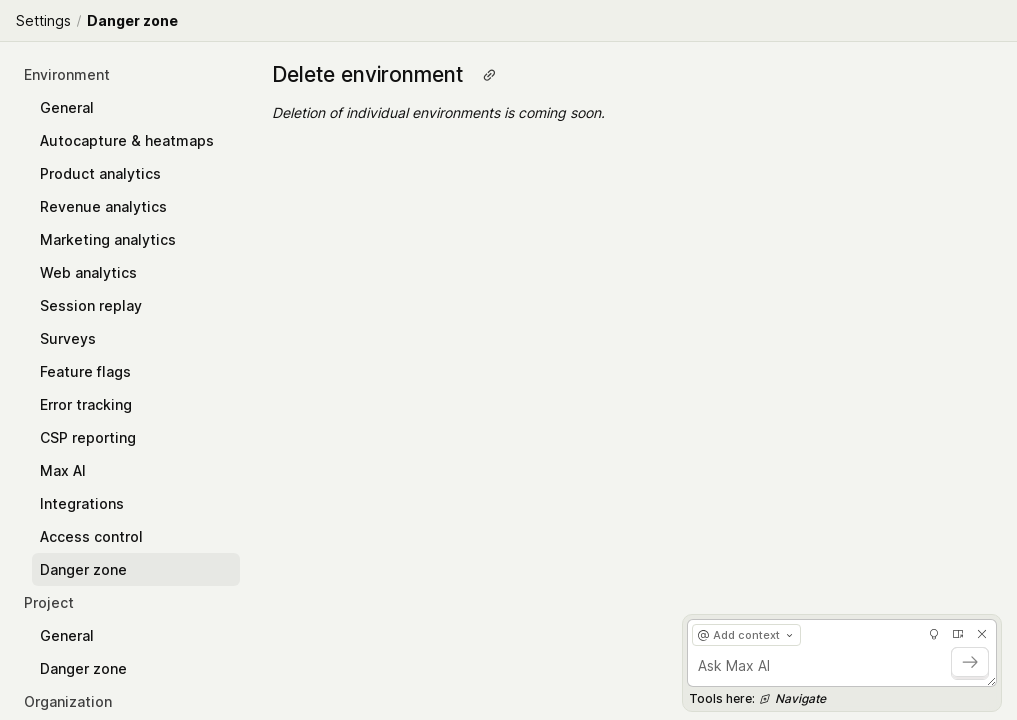 Settings / Danger zone
Environment
General
Autocapture & heatmaps
Product analytics
Revenue analytics
Marketing analytics
Web analytics
Session replay
Surveys
Feature flags
Error tracking
CSP reporting
Max AI
Integrations
Access control
Danger zone
Project
General
Danger zone
Organization
Delete environment
Deletion of individual environments is coming soon.
@ Add context
Ask Max AI
Tools here: Navigate